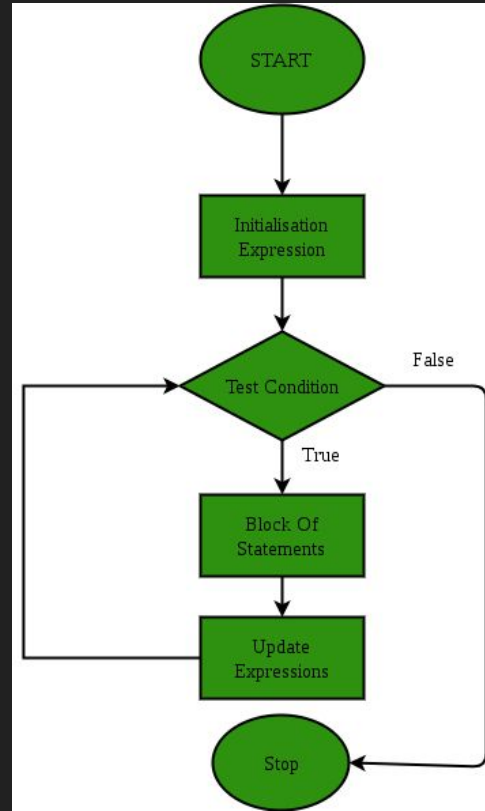 START
Initialisation
Expression
Test Condition
False
True
Block Of
Statements
Update
Expressions
Stop